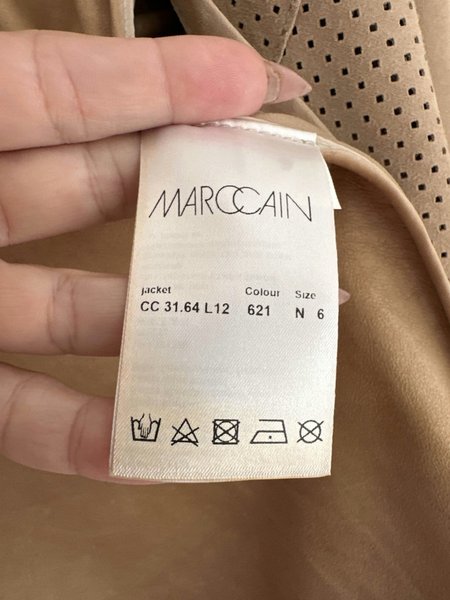 MARCCAIN
jacket Colour Size
CC 31.64 L12 621 N 6